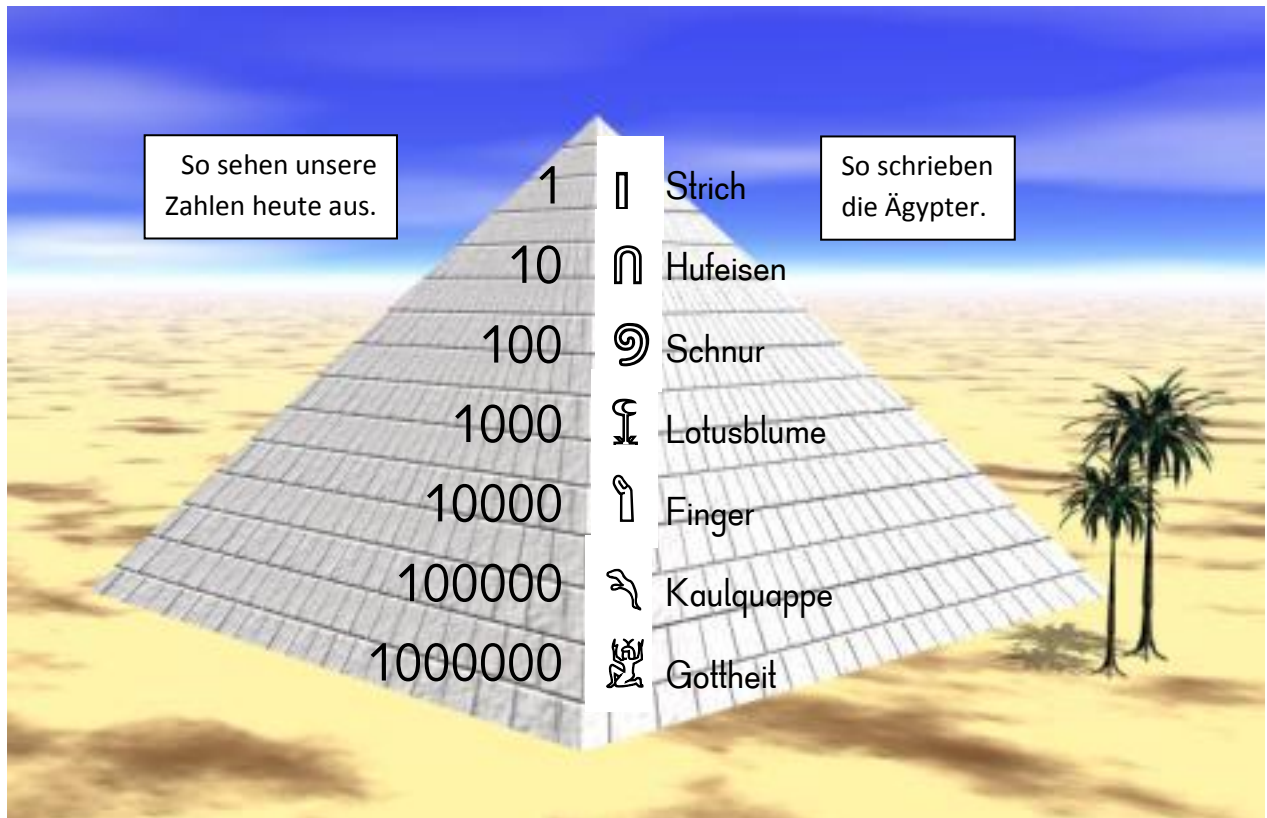 So sehen unsere
Zahlen heute aus.
So schrieben
die Ägypter.
1 Strich
10 Hufeisen
100 Schnur
1000 Lotusblume
10000 Finger
100000 Kaulquappe
1000000 Gottheit